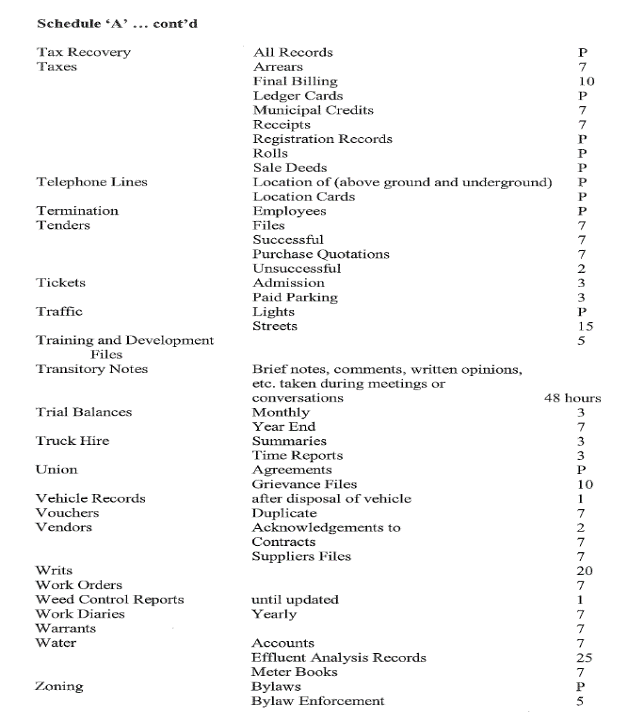 Schedule ‘A’ ... cont’d
Tax Recovery All Records P
Taxes Arrears 7
Final Billing 10
Ledger Cards P
Municipal Credits 7
Receipts 7
Registration Records P
Rolls P
Sale Deeds P
Telephone Lines Location of (above ground and underground) P
Location Cards P
Termination Employees P
Tenders Files 7
Successful 7
Purchase Quotations 7
Unsuccessful 2
Tickets Admission 3
Paid Parking 3
Traffic Lights P
Streets 15
Training and Development 5
Files
Transitory Notes Brief notes, comments, written opinions,
etc. taken during meetings or
conversations 48 hours
Trial Balances Monthly 3
Year End 7
Truck Hire Summaries 3
Time Reports 3
Union Agreements P
Grievance Files 10
Vehicle Records after disposal of vehicle 1
Vouchers Duplicate 7
Vendors Acknowledgements to 2
Contracts 7
Suppliers Files 7
Writs 20
Work Orders 7
Weed Control Reports until updated 1
Work Diaries Yearly 7
Warrants 7
Water Accounts 7
Effluent Analysis Records 25
Meter Books 7
Zoning Bylaws P
Bylaw Enforcement 5